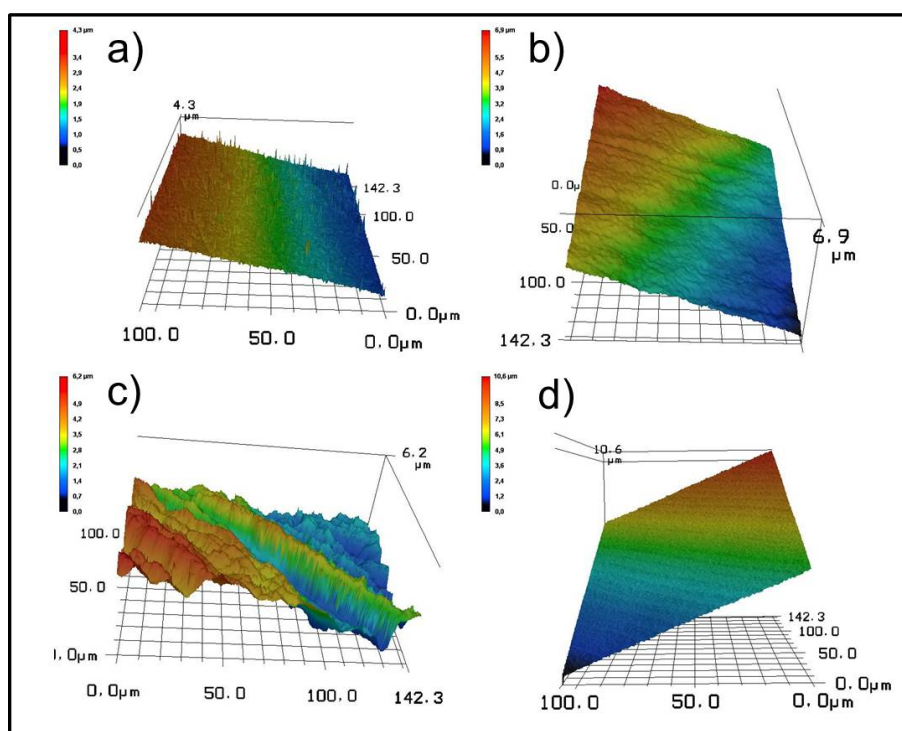 a)
4,3 µm
3,4
2,9
2,4
1,9
1,5
1,0
0,5
0,0
4.3
µm
142.3
100.0
50.0
0.0µm
100.0
50.0
0.0µm
b)
6,9 µm
5,5
4,7
3,9
3,2
2,4
1,6
0,8
0,0
0.0µ
50.0
100.0
142.3
6.9
µm
c)
6,2 µm
4,9
4,2
3,5
2,8
2,1
1,4
0,7
0,0
6.2
µm
100.0
50.0
.0µm
0.0µm
50.0
100.0
142.3
d)
10,6 µm
8,5
7,3
6,1
4,9
3,6
2,4
1,2
0,0
10.6
µm
142.3
100.0
50.0
0.0µm
100.0
50.0
0.0µm